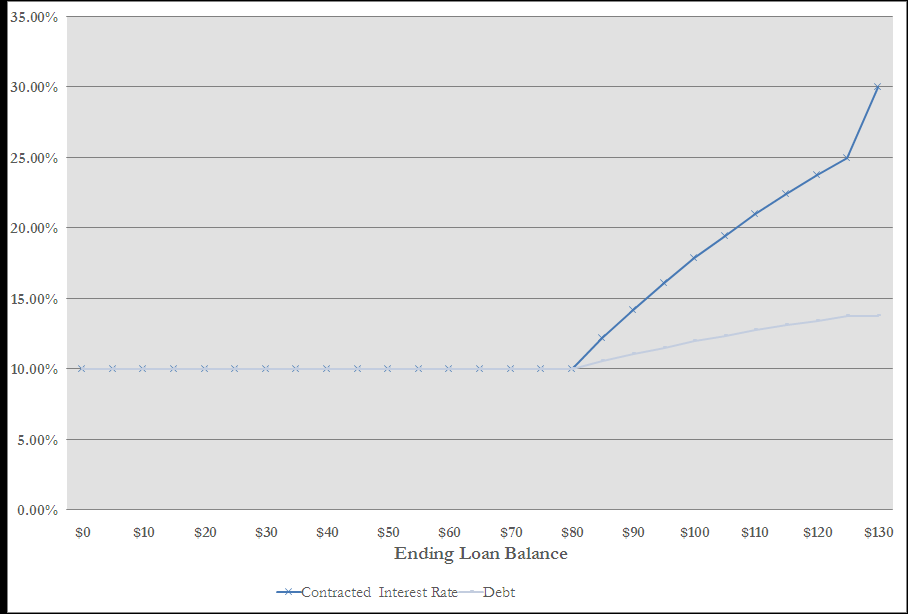 35.00%
30.00%
25.00%
20.00%
15.00%
10.00%
5.00%
0.00%
$0 $10 $20 $30 $40 $50 $60 $70 $80 $90 $100 $110 $120 $130
Ending Loan Balance
Contracted Interest Rate Debt